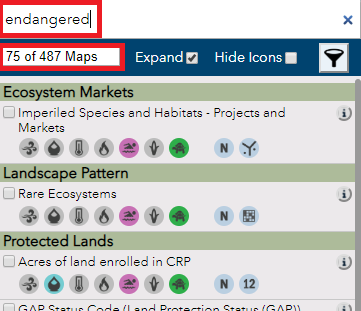 endangered
75 of 487 Maps Expand Hide Icons
Ecosystem Markets
Imperiled Species and Habitats - Projects and
Markets
N
Landscape Pattern
Rare Ecosystems
N
Protected Lands
Acres of land enrolled in CRP
N 12
GAP Status Code (Land Protection Status (GAP))